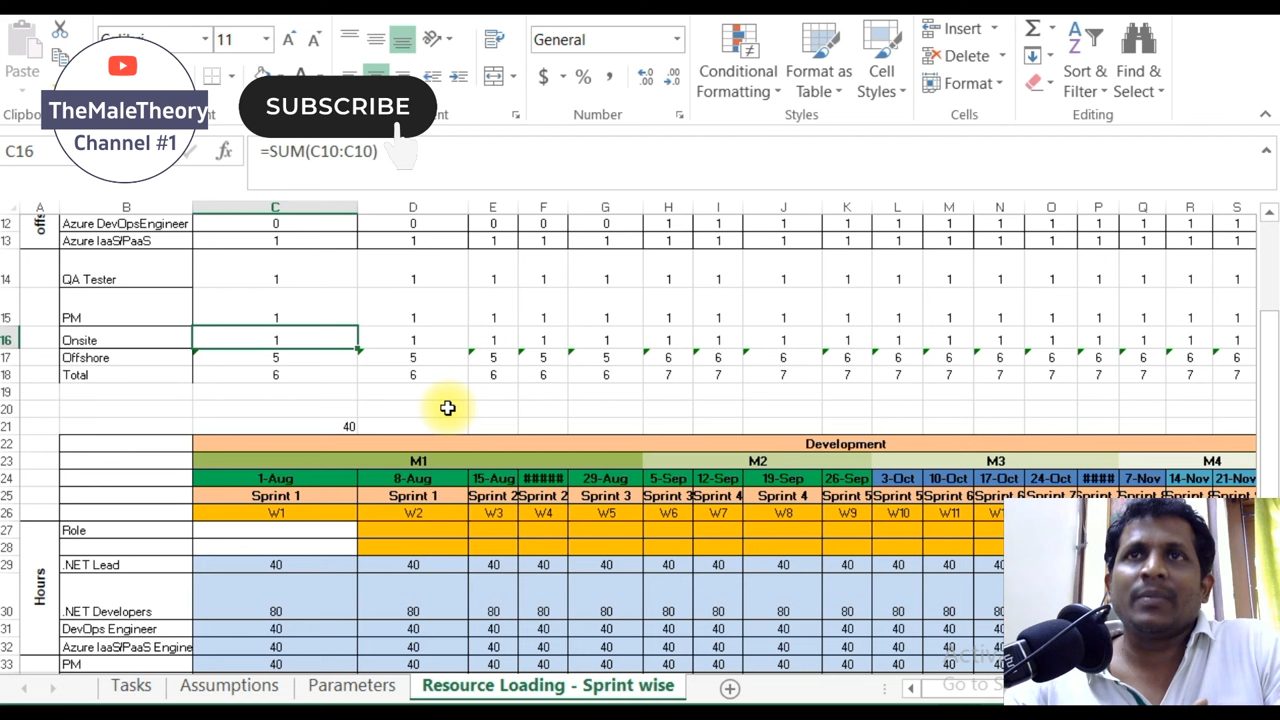 11
General
Insert
Delete
Format
Paste
$ % ,
Conditional Formatting
Format as Table
Cell Styles
Sort & Filter
Find & Select
Number
Styles
Cells
Editing
TheMaleTheory
Channel #1
SUBSCRIBE
C16
fx
=SUM(C10:C10)
A B C D E F G H I J K L M N O P Q R S
12 Azure DevOpsEngineer 0 0 0 0 0 1 1 1 1 1 1 1 1 1 1 1 1
13 Azure IaaS/PaaS 1 1 1 1 1 1 1 1 1 1 1 1 1 1 1 1 1
14 QA Tester 1 1 1 1 1 1 1 1 1 1 1 1 1 1 1 1 1
15 PM 1 1 1 1 1 1 1 1 1 1 1 1 1 1 1 1 1
16 Onsite 1 1 1 1 1 1 1 1 1 1 1 1 1 1 1 1 1
17 Offshore 5 5 5 5 5 6 6 6 6 6 6 6 6 6 6 6 6
18 Total 6 6 6 6 6 7 7 7 7 7 7 7 7 7 7 7 7
19
20
21 40
22 Development
23 M1 M2 M3 M4
24 1-Aug 8-Aug 15-Aug ##### 29-Aug 5-Sep 12-Sep 19-Sep 26-Sep 3-Oct 10-Oct 17-Oct 24-Oct #### 7-Nov 14-Nov 21-Nov
25 Sprint 1 Sprint 1 Sprint 2 Sprint 2 Sprint 3 Sprint 3 Sprint 4 Sprint 4 Sprint 5 Sprint 5 Sprint 6 Sprint 6 Sprint 7
26 W1 W2 W3 W4 W5 W6 W7 W8 W9 W10 W11
27 Role
28
29 .NET Lead 40 40 40 40 40 40 40 40 40 40 40 40
Hours
30 .NET Developers 80 80 80 80 80 80 80 80 80 80 80 80
31 DevOps Engineer 40 40 40 40 40 40 40 40 40 40 40 40
32 Azure IaaS/PaaS Engine 40 40 40 40 40 40 40 40 40 40 40 40
33 PM 40 40 40 40 40 40 40 40 40 40 40 40
Tasks
Assumptions
Parameters
Resource Loading - Sprint wise
Go to S